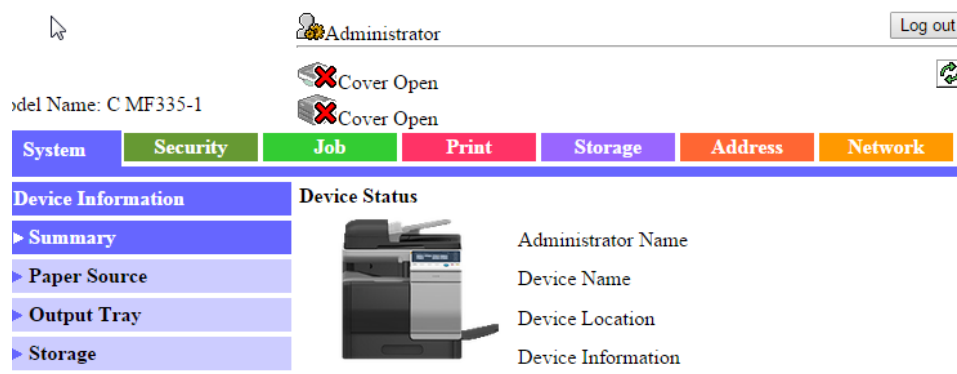 Administrator
Log out
Cover Open
odel Name: C MF335-1
Cover Open
System Security Job Print Storage Address Network
Device Information
Device Status
Summary
Administrator Name
Paper Source
Device Name
Output Tray
Device Location
Storage
Device Information